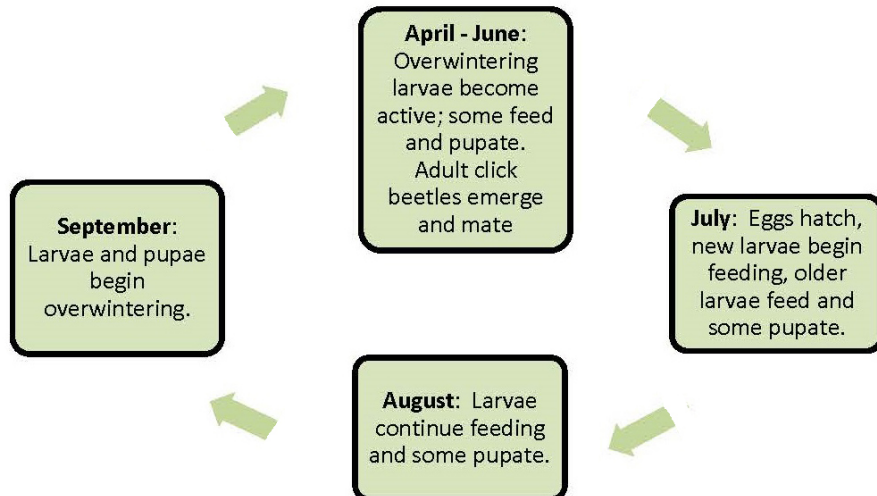 April - June:
Overwintering
larvae become
active; some feed
and pupate.
Adult click
beetles emerge
and mate
July:  Eggs hatch,
new larvae begin
feeding, older
larvae feed and
some pupate.
August:  Larvae
continue feeding
and some pupate.
September:
Larvae and pupae
begin
overwintering.